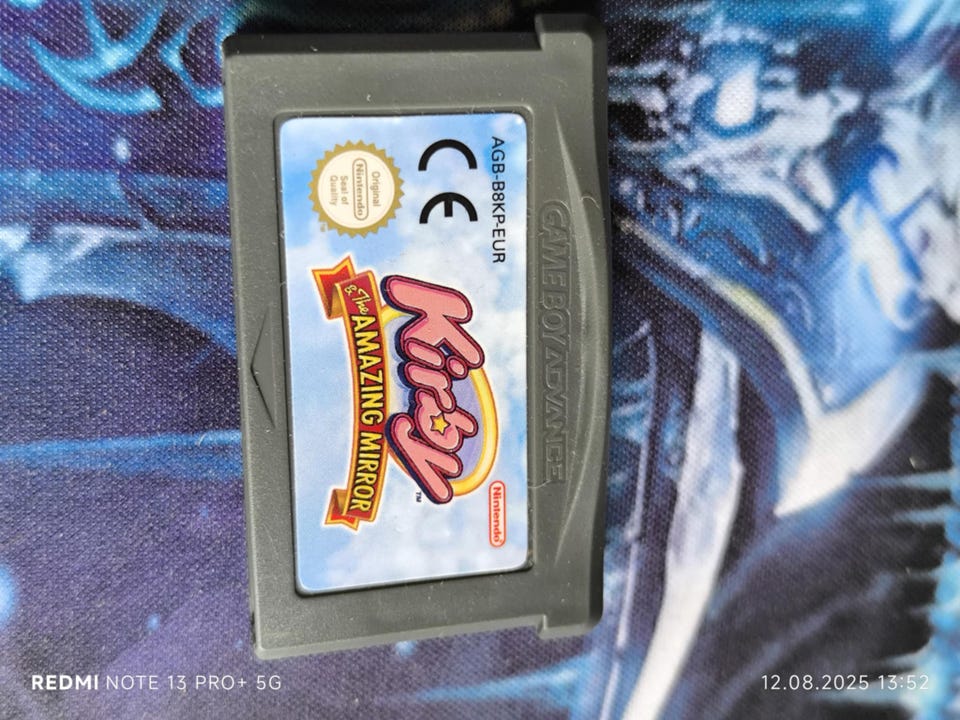 GAME BOY ADVANCE
AGB-B8KP-EUR
Nintendo®
CE
Kirby
TM
& The AMAZING MIRROR
Original
Nintendo
Seal of
Quality
TM
REDMI NOTE 13 PRO+ 5G
12.08.2025 13:52